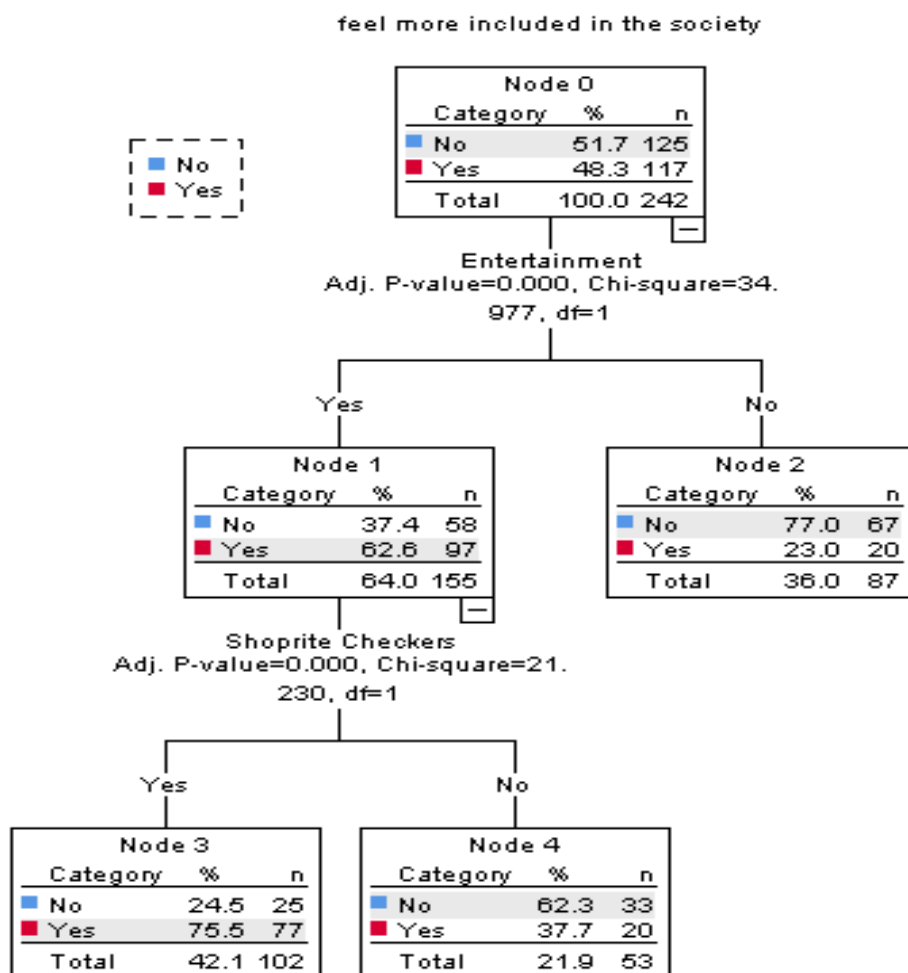 feel more included in the society
Node 0
Category % n
No 51.7 125
Yes 48.3 117
Total 100.0 242
No
Yes
Entertainment
Adj. P-value=0.000, Chi-square=34.
977, df=1
Yes
No
Node 1
Category % n
No 37.4 58
Yes 62.6 97
Total 64.0 155
Node 2
Category % n
No 77.0 67
Yes 23.0 20
Total 36.0 87
Shoprite Checkers
Adj. P-value=0.000, Chi-square=21.
230, df=1
Yes
No
Node 3
Category % n
No 24.5 25
Yes 75.5 77
Total 42.1 102
Node 4
Category % n
No 62.3 33
Yes 37.7 20
Total 21.9 53